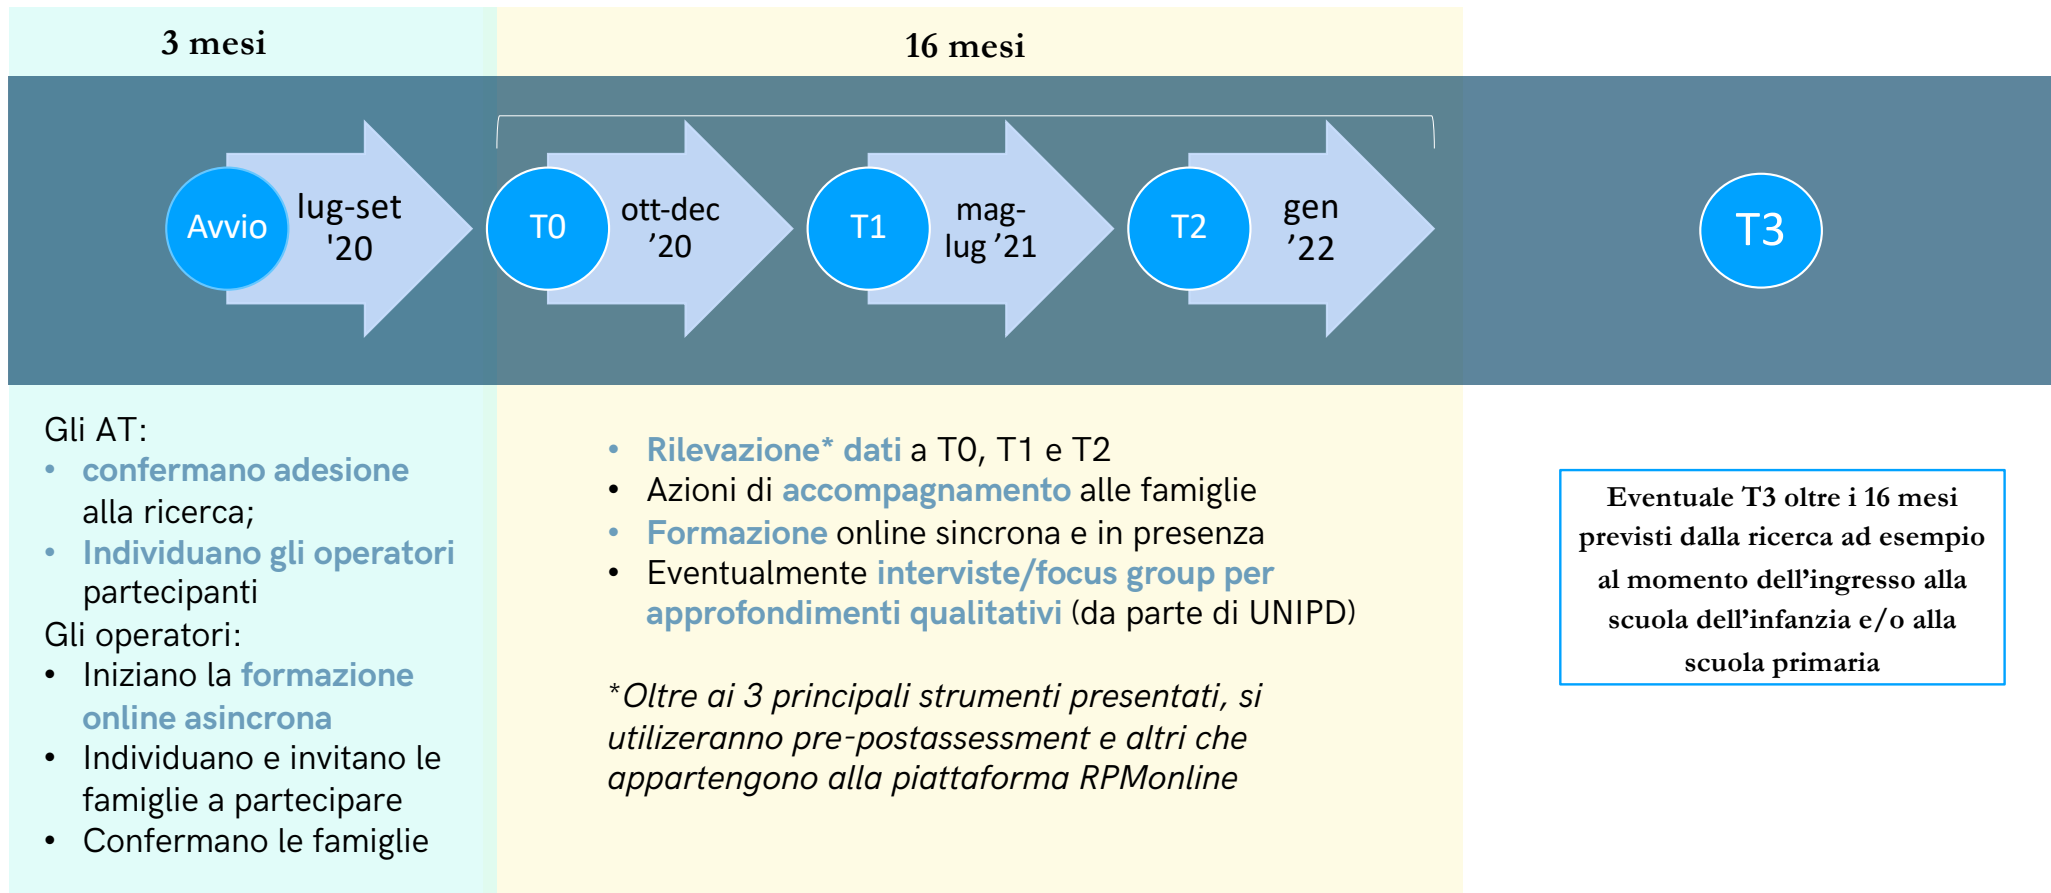 3 mesi
16 mesi
Avvio
lug-set
'20
T0
ott-dec
’20
T1
mag-
lug ’21
T2
gen
’22
T3
Gli AT:
• confermano adesione
alla ricerca;
• Individuano gli operatori
partecipanti
Gli operatori:
• Iniziano la formazione
online asincrona
• Individuano e invitano le
famiglie a partecipare
• Confermano le famiglie
• Rilevazione* dati a T0, T1 e T2
• Azioni di accompagnamento alle famiglie
• Formazione online sincrona e in presenza
• Eventualmente interviste/focus group per
approfondimenti qualitativi (da parte di UNIPD)
*Oltre ai 3 principali strumenti presentati, si
utilizeranno pre-postassessment e altri che
appartengono alla piattaforma RPMonline
Eventuale T3 oltre i 16 mesi
previsti dalla ricerca ad esempio
al momento dell’ingresso alla
scuola dell’infanzia e/o alla
scuola primaria